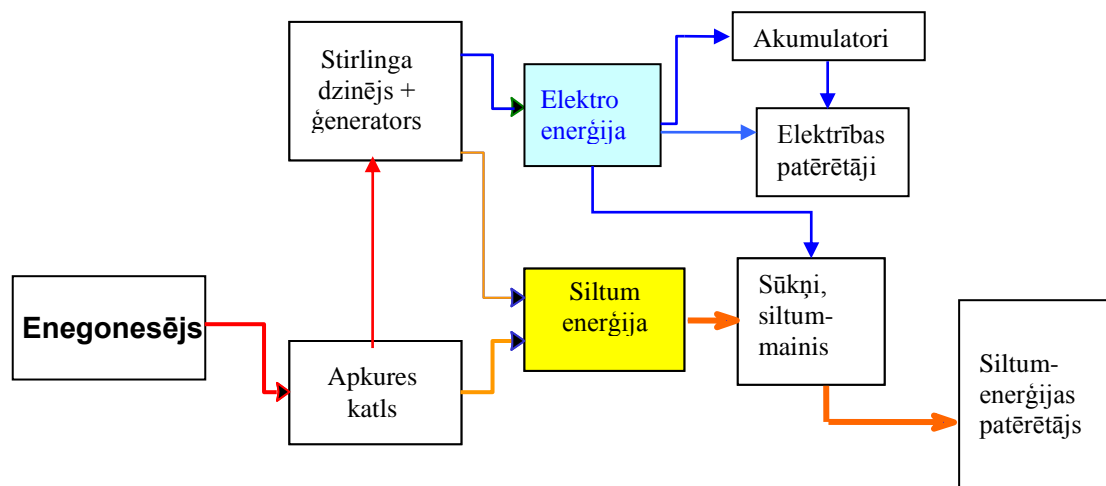 Stirlinga
dzinējs +
ģenerators
Elektro
enerģija
Akumulatori
Elektrības
patērētāji
Enegonesējs
Apkures
katls
Siltum
enerģija
Sūkņi,
siltum-
mainis
Siltum-
enerģijas
patērētājs